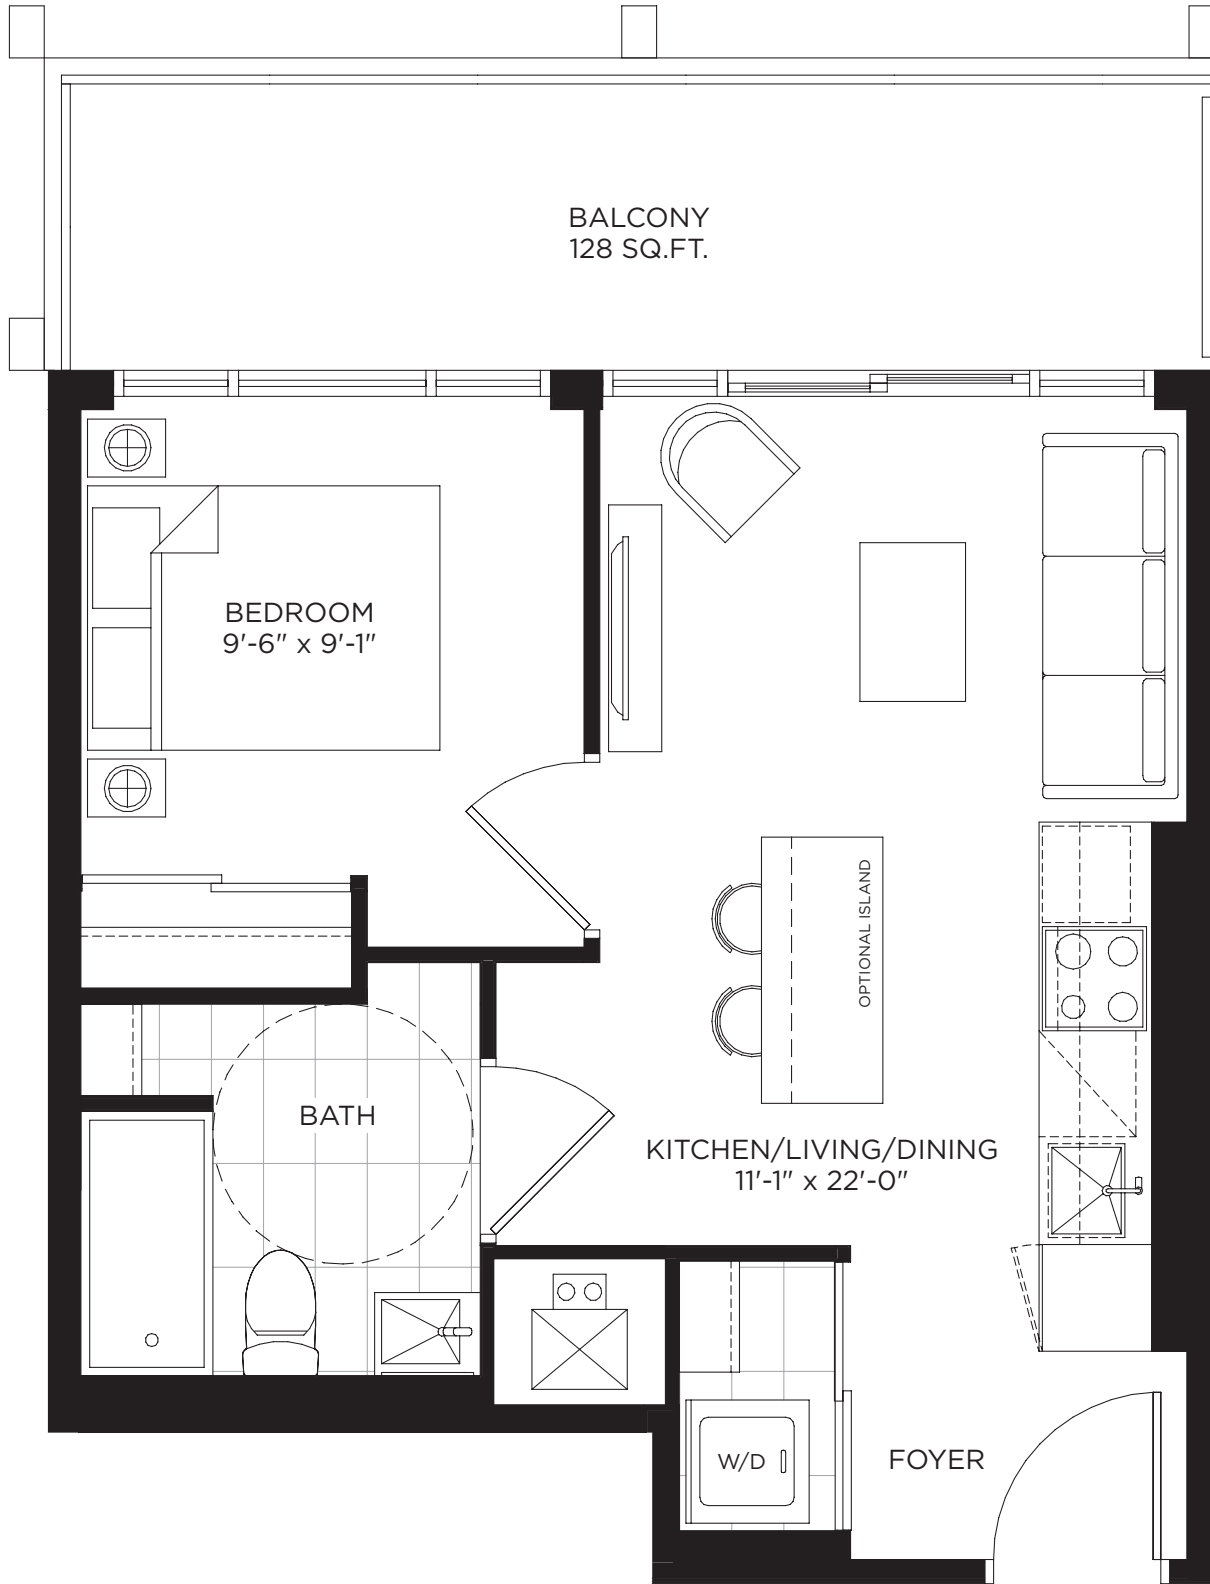 BALCONY
128 SQ.FT.
BEDROOM
9'-6" x 9'-1"
OPTIONAL ISLAND
BATH
KITCHEN/LIVING/DINING
11'-1" x 22'-0"
W/D
FOYER